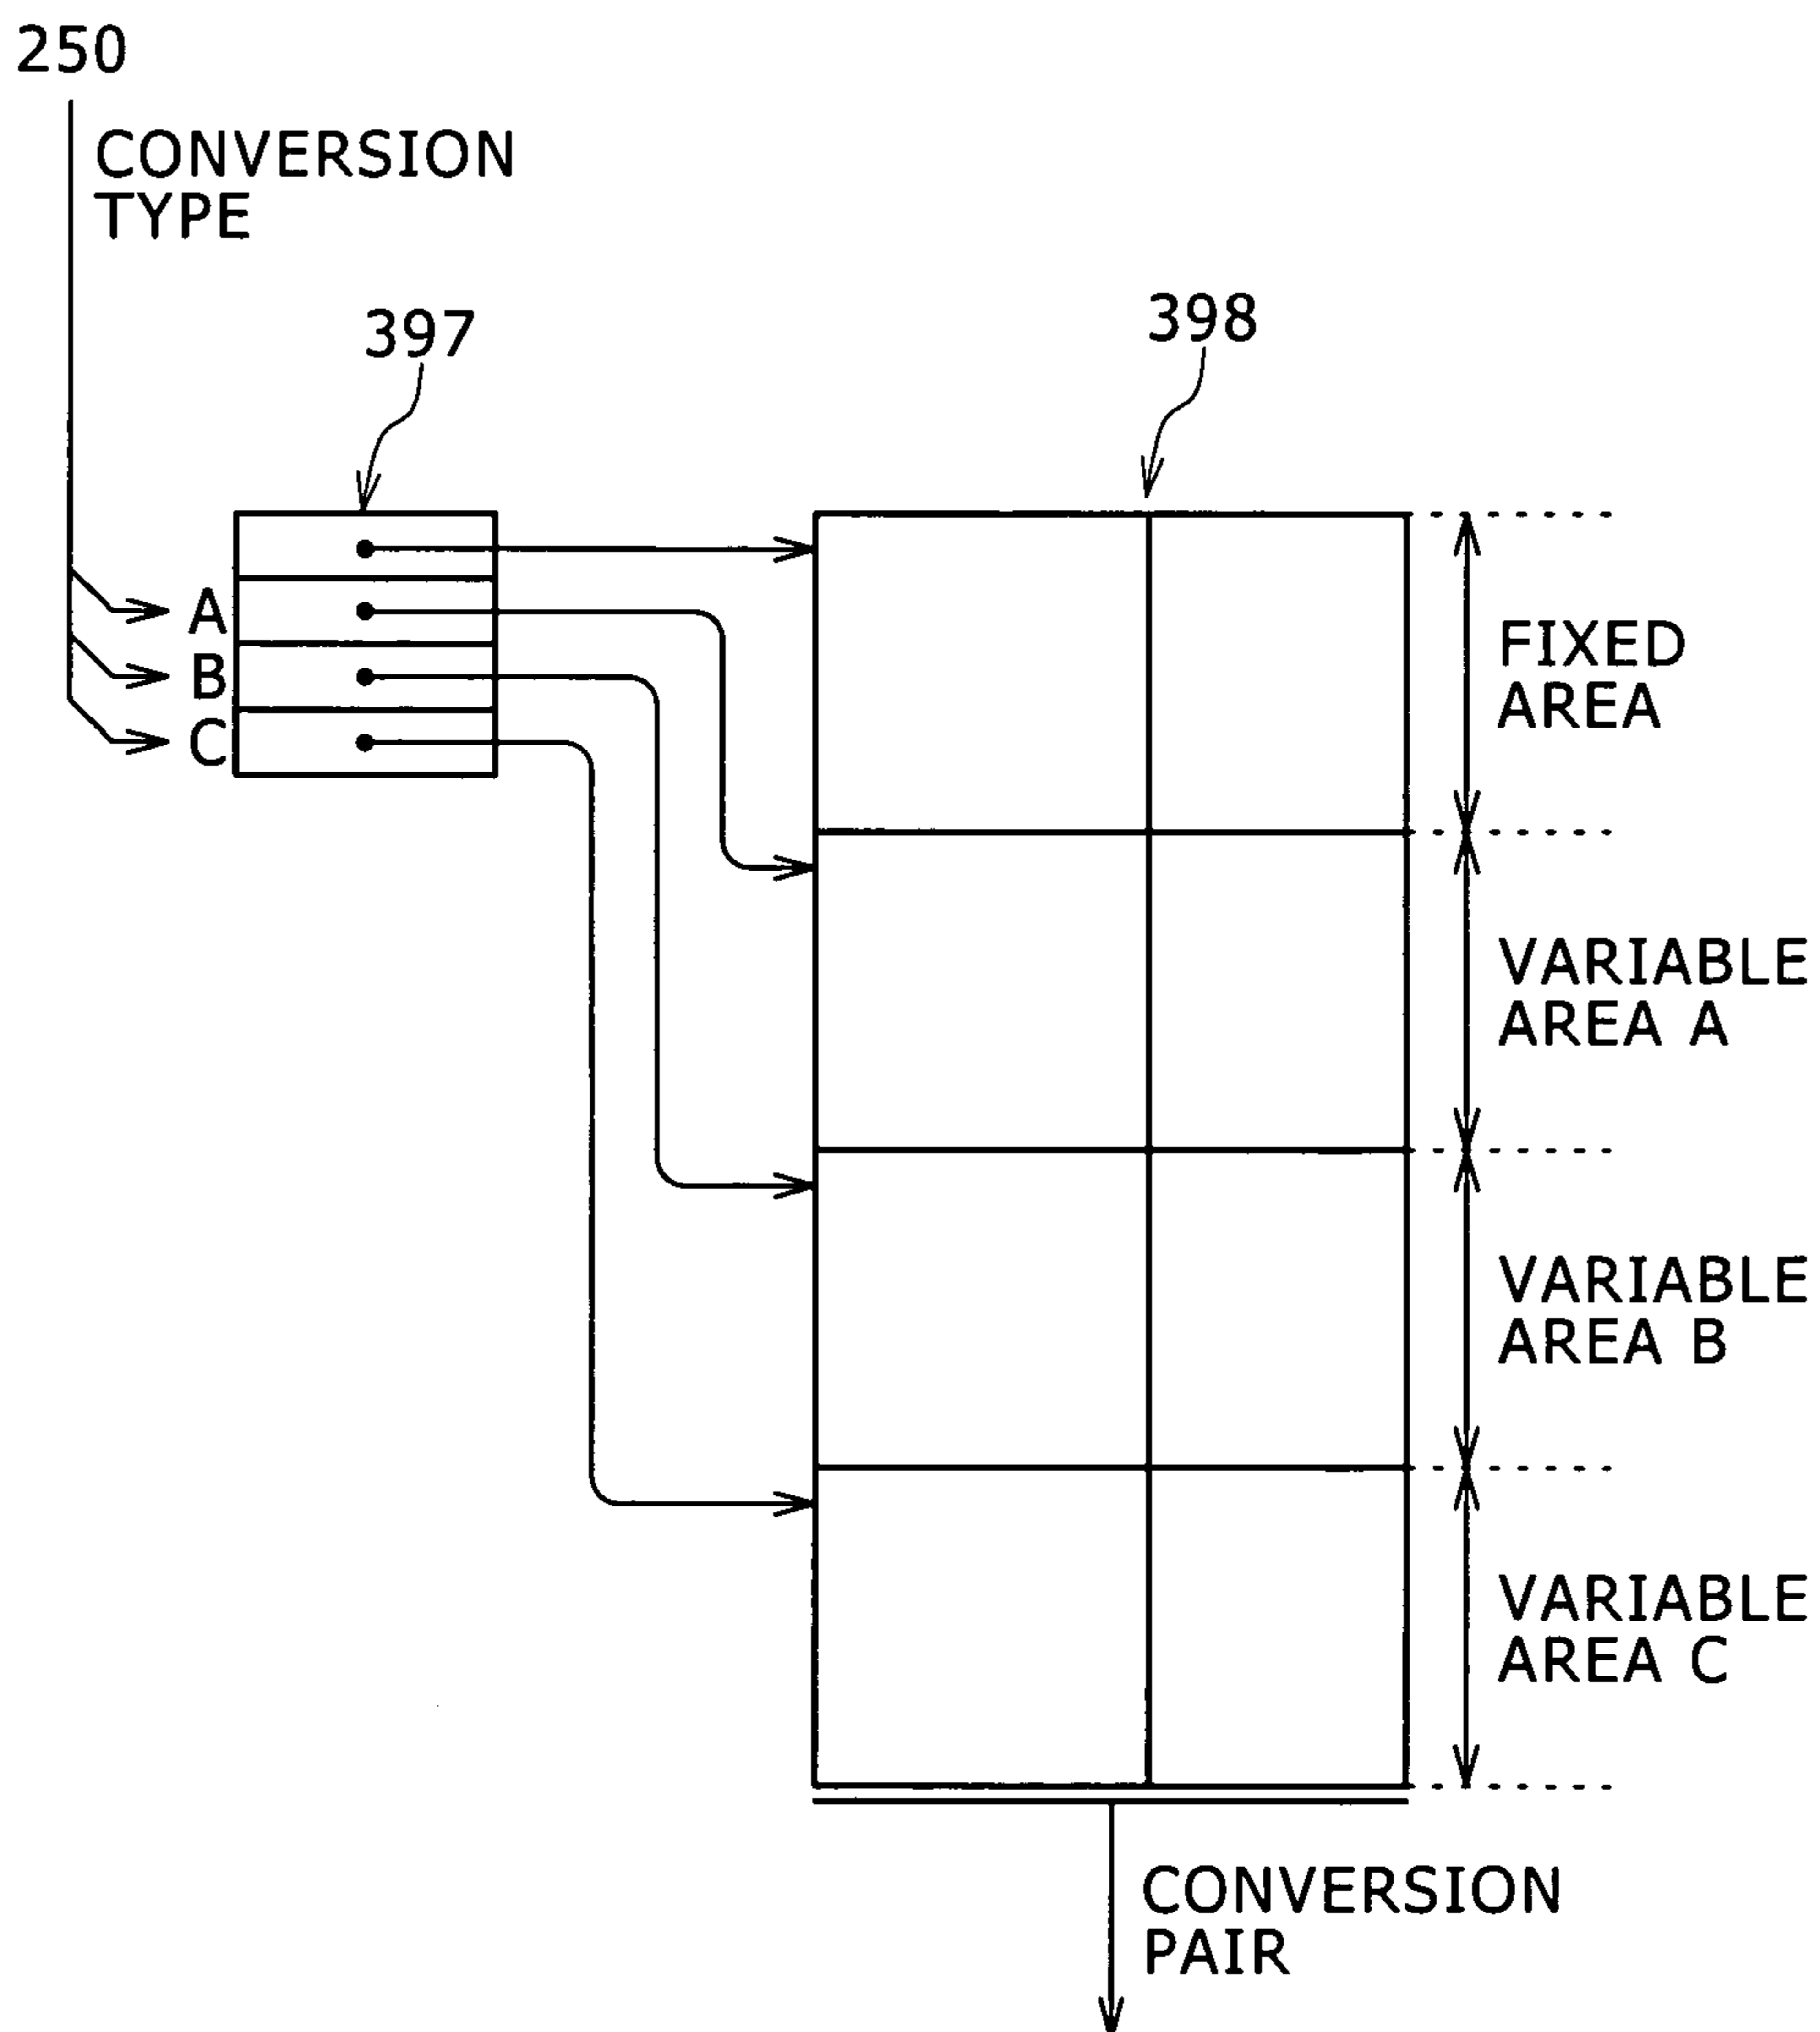 250
CONVERSION
TYPE
397
398
A
B
C
FIXED
AREA
VARIABLE
AREA A
VARIABLE
AREA B
VARIABLE
AREA C
CONVERSION
PAIR